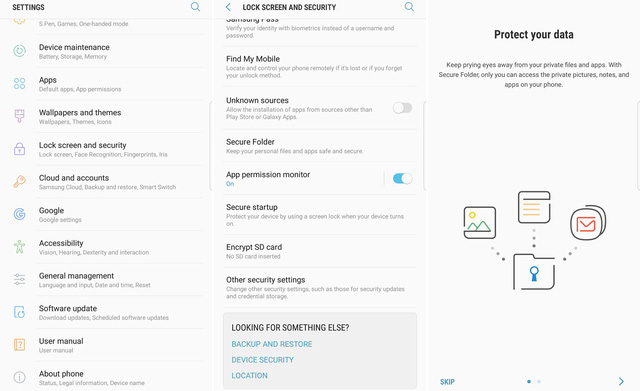 SETTINGS
S Pen, Games, One-handed mode
Device maintenance
Battery, Storage, Memory
Apps
Default apps, App permissions
Wallpapers and themes
Wallpapers, Themes, Icons
Lock screen and security
Lock screen, Face Recognition, Fingerprints, Iris
Cloud and accounts
Samsung Cloud, Backup and restore, Smart Switch
Google
Google settings
Accessibility
Vision, Hearing, Dexterity and interaction
General management
Language and input, Date and time, Reset
Software update
Download updates, Scheduled software updates
User manual
User manual
About phone
Status, Legal information, Device name
LOCK SCREEN AND SECURITY
Samsung Pass
Verify your identity with biometrics instead of a username and
password.
Find My Mobile
Locate and control your phone remotely if it's lost or if you forget
your unlock method.
Unknown sources
Allow the installation of apps from sources other than
Play Store or Galaxy Apps.
Secure Folder
Keep your personal files and apps safe and secure.
App permission monitor
On
Secure startup
Protect your device by using a screen lock when your device turns
on.
Encrypt SD card
No SD card inserted
Other security settings
Change other security settings, such as those for security updates
and credential storage.
LOOKING FOR SOMETHING ELSE?
BACKUP AND RESTORE
DEVICE SECURITY
LOCATION
Protect your data
Keep prying eyes away from your private files and apps. With
Secure Folder, only you can access the private pictures, notes, and
apps on your phone.
SKIP